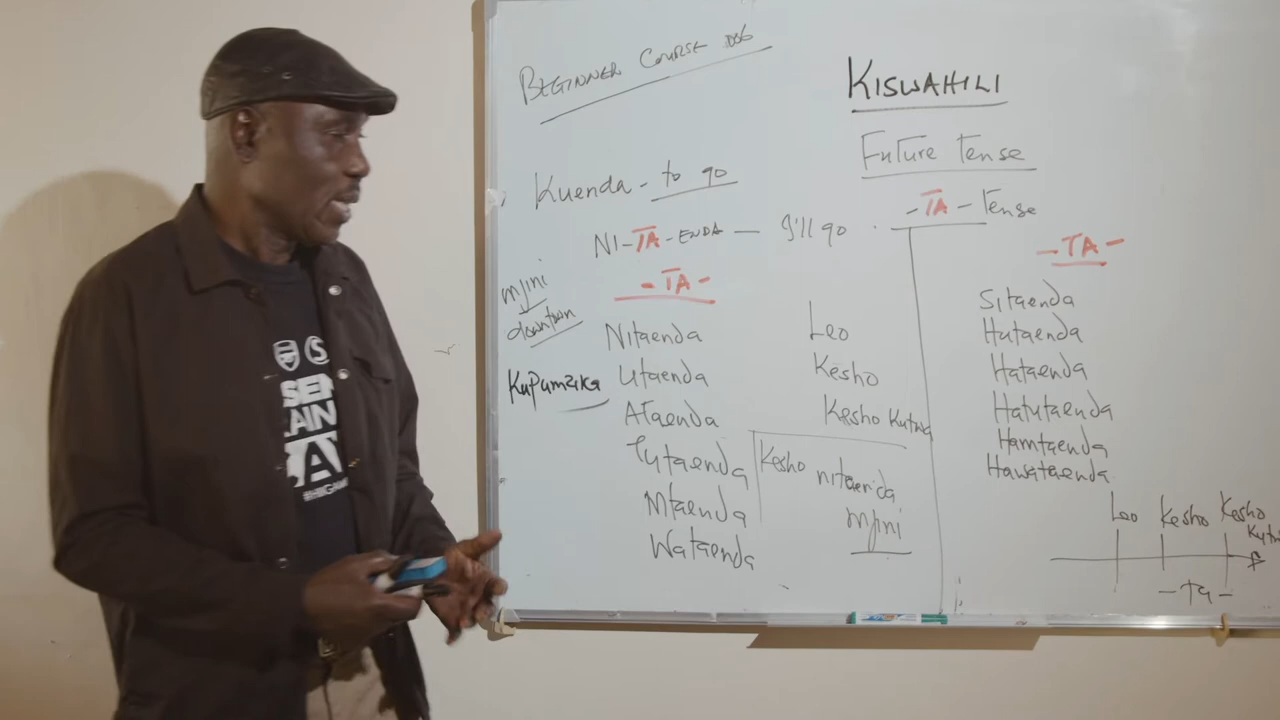 BEGINNER COURSE 006
KISWAHILI
Future tense
- TA - Tense
Kuenda - to go
NI-TA-ENDA — I'll go
- TA -
mjini
downtown
Kupumzika
Nitaenda
Utaenda
Ataenda
Tutaenda
Mtaenda
Wataenda
Leo
Kesho
Kesho Kutwa
Kesho nitaenda
mjini
- TA -
Sitaenda
Hutaenda
Hataenda
Hatutaenda
Hamtaenda
Hawataenda
Leo
Kesho
Kesho
- Ta -